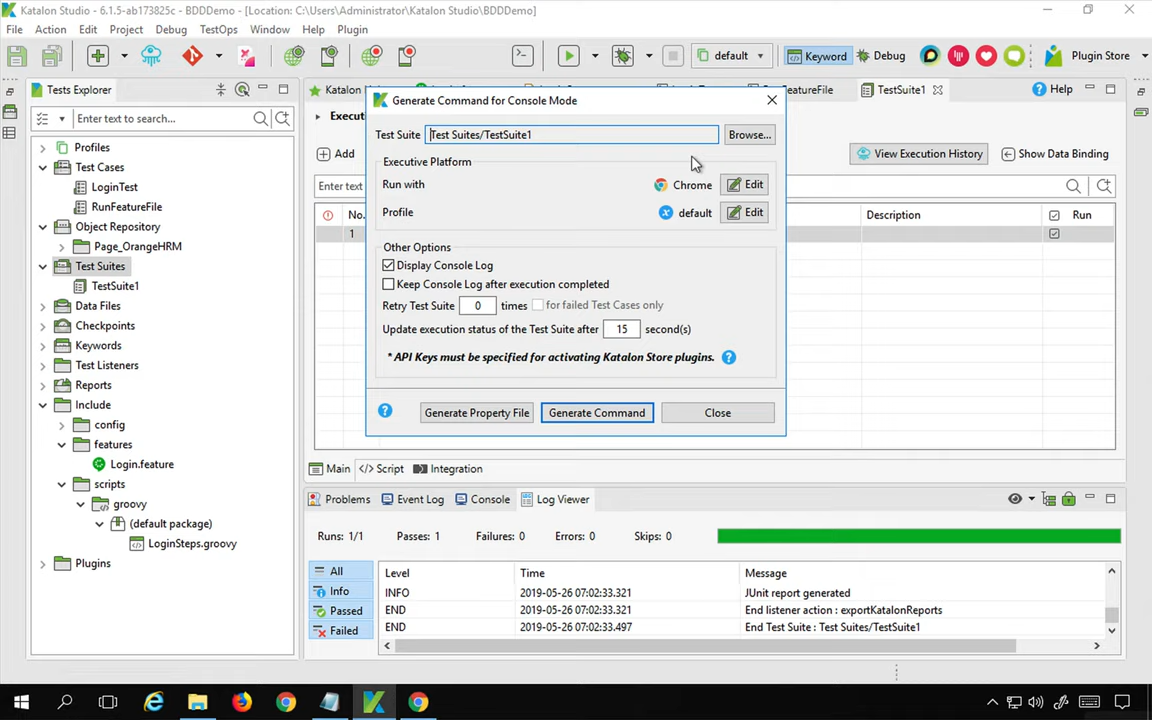 Katalon Studio - 6.1.5-ab173825c - BDDDemo - [Location: C:\Users\Administrator\Katalon Studio\BDDDemo]
File Action Project Edit Debug TestOps Window Help Plugin
default Keyword Debug Plugin Store
Tests Explorer
Enter text to search...
Profiles
Test Cases
LoginTest
RunFeatureFile
Object Repository
Page_OrangeHRM
Test Suites
TestSuite1
Data Files
Checkpoints
Keywords
Test Listeners
Reports
Include
config
features
Login.feature
scripts
groovy
(default package)
LoginSteps.groovy
Plugins
Katalon
eFeatureFile
TestSuite1
Help
Execu
Add
View Execution History
Show Data Binding
Enter text
No.
Description
Run
1
Generate Command for Console Mode
Test Suite Test Suites/TestSuite1 Browse...
Executive Platform
Run with Chrome Edit
Profile default Edit
Other Options
Display Console Log
Keep Console Log after execution completed
Retry Test Suite 0 times for failed Test Cases only
Update execution status of the Test Suite after 15 second(s)
* API Keys must be specified for activating Katalon Store plugins.
Generate Property File Generate Command Close
Main Script Integration
Problems Event Log Console Log Viewer
Runs: 1/1 Passes: 1 Failures: 0 Errors: 0 Skips: 0
All
Info
Passed
Failed
Level Time Message
INFO 2019-05-26 07:02:33.321 JUnit report generated
END 2019-05-26 07:02:33.321 End listener action : exportKatalonReports
END 2019-05-26 07:02:33.497 End Test Suite : Test Suites/TestSuite1